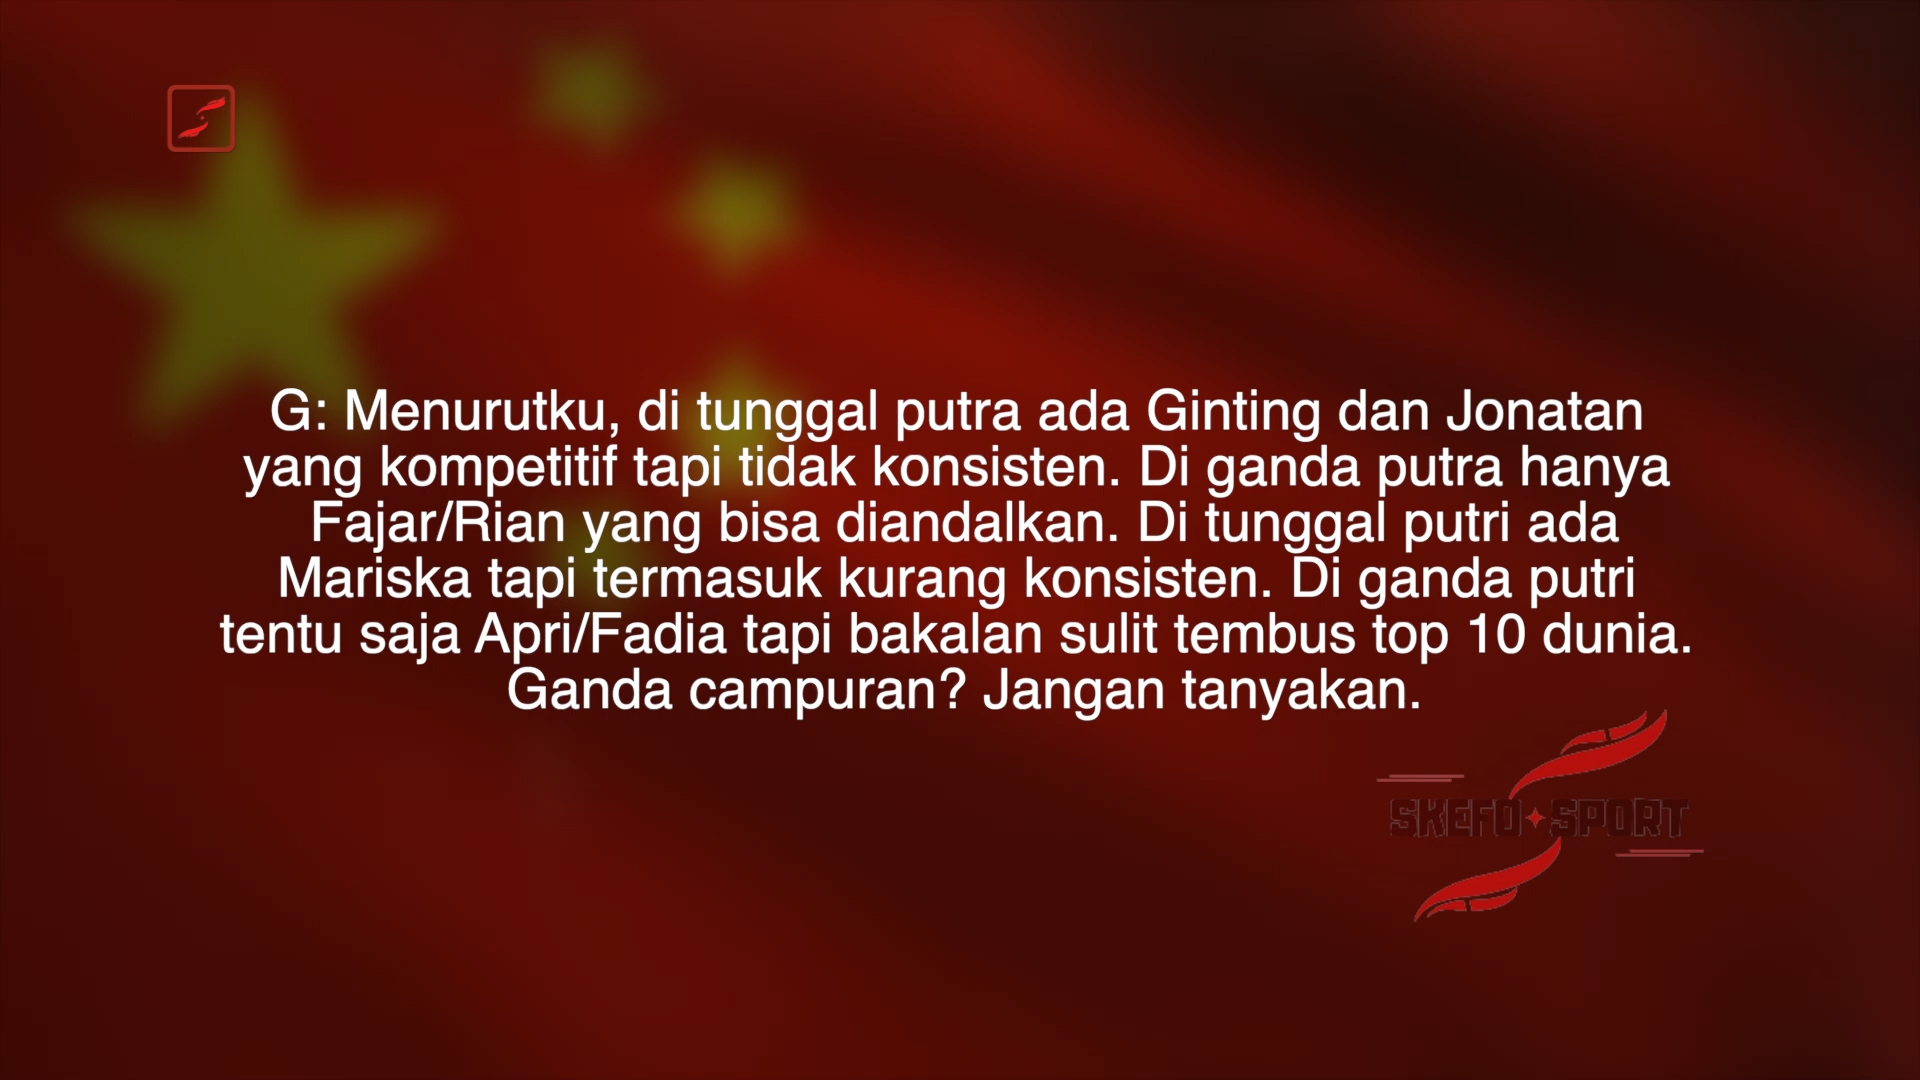 G: Menurutku, di tunggal putra ada Ginting dan Jonatan
yang kompetitif tapi tidak konsisten. Di ganda putra hanya
Fajar/Rian yang bisa diandalkan. Di tunggal putri ada
Mariska tapi termasuk kurang konsisten. Di ganda putri
tentu saja Apri/Fadia tapi bakalan sulit tembus top 10 dunia.
Ganda campuran? Jangan tanyakan.
SKEFO SPORT